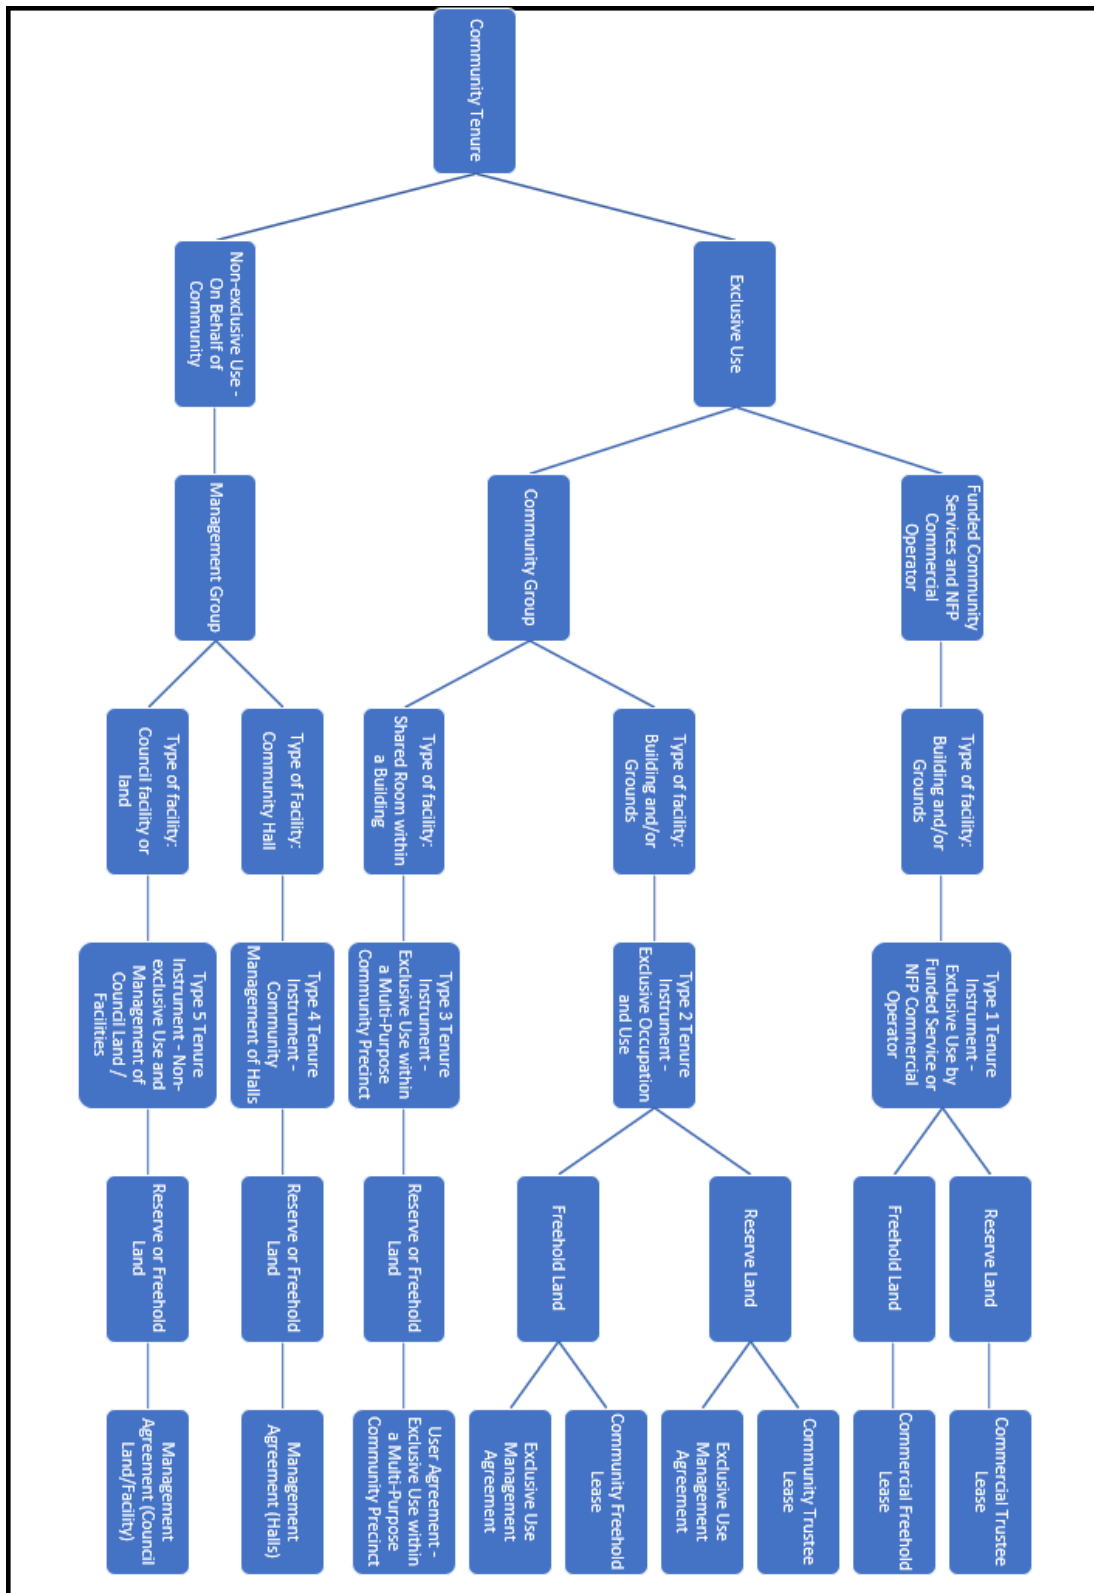 Community Tenure
Exclusive Use
Non-exclusive Use -
On Behalf of
Community
Funded Community
Services and NFP
Commercial
Operator
Community Group
Management Group
Type of facility:
Building and/or
Grounds
Type of facility:
Building and/or
Grounds
Type of facility:
Shared Room within
a Building
Type of Facility:
Community Hall
Type of facility:
Council facility or
land
Type 1 Tenure
Instrument -
Exclusive Use by
Funded Service or
NFP Commercial
Operator
Type 2 Tenure
Instrument -
Exclusive Occupation
and Use
Type 3 Tenure
Instrument -
Exclusive Use within
a Multi-Purpose
Community Precinct
Type 4 Tenure
Instrument -
Community
Management of Halls
Type 5 Tenure
Instrument - Non-
exclusive Use and
Management of
Council Land /
Facilities
Reserve Land
Freehold Land
Reserve Land
Freehold Land
Reserve or Freehold
Land
Reserve or Freehold
Land
Reserve or Freehold
Land
Commercial Trustee
Lease
Commercial Freehold
Lease
Community Trustee
Lease
Exclusive Use
Management
Agreement
Community Freehold
Lease
Exclusive Use
Management
Agreement
User Agreement -
Exclusive Use within
a Multi-Purpose
Community Precinct
Management
Agreement (Halls)
Management
Agreement (Council
Land/Facility)